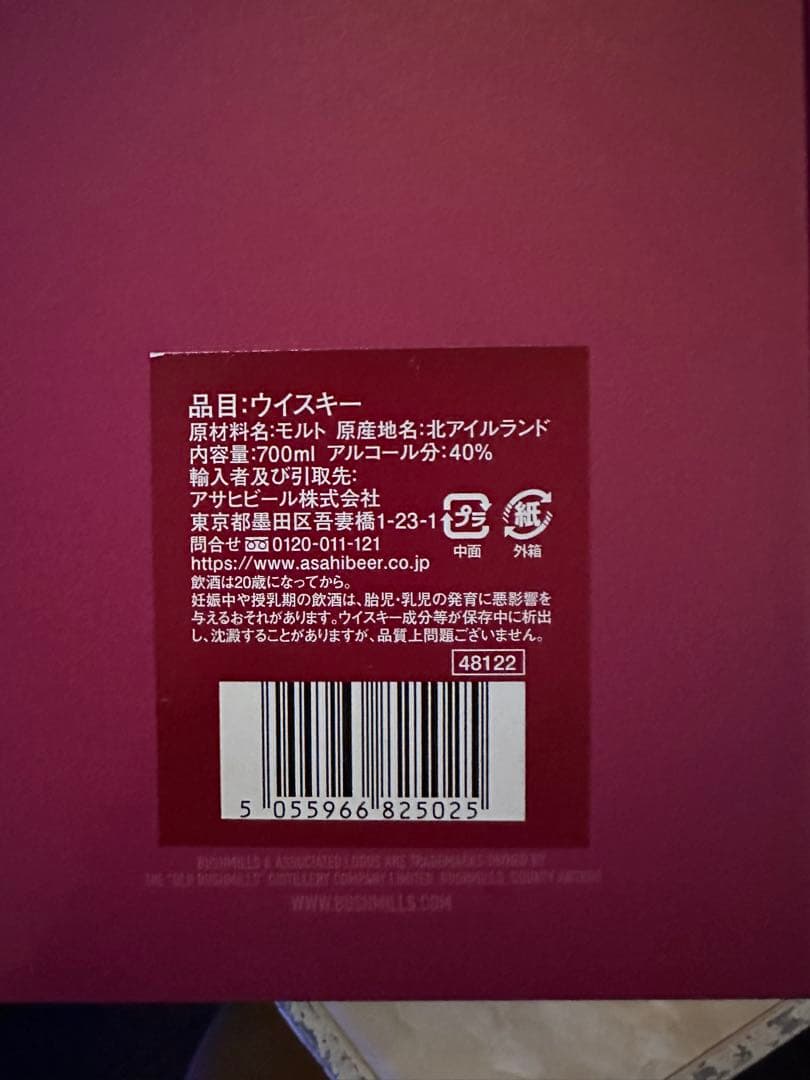 品目:ウイスキー
原材料名:モルト 原産地名:北アイルランド
内容量:700ml アルコール分:40%
輸入者及び引取先:
アサヒビール株式会社
東京都墨田区吾妻橋1-23-1
プラ 紙
中面 外箱
問合せ 0120-011-121
https://www.asahibeer.co.jp
飲酒は20歳になってから。
妊娠中や授乳期の飲酒は、胎児・乳児の発育に悪影響を
与えるおそれがあります。ウイスキー成分等が保存中に析出
し、沈澱することがありますが、品質上問題ございません。
48122
5 055966 825025
BUSHMILLS & ASSOCIATED LOGOS ARE TRADEMARKS OWNED BY
THE "OLD BUSHMILLS" DISTILLERY COMPANY LIMITED, BUSHMILLS, COUNTY ANTRIM
WWW.BUSHMILLS.COM